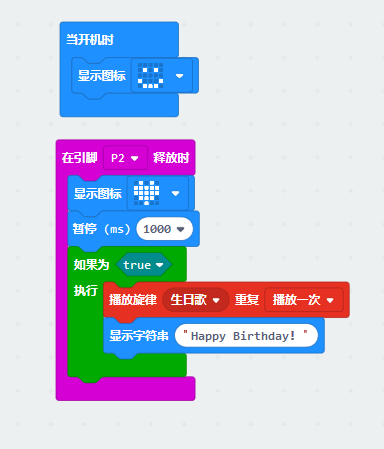 当开机时
显示图标
在引脚 P2 释放时
显示图标
暂停 (ms) 1000
如果为 true
执行
播放旋律 生日歌 重复 播放一次
显示字符串 "Happy Birthday! "